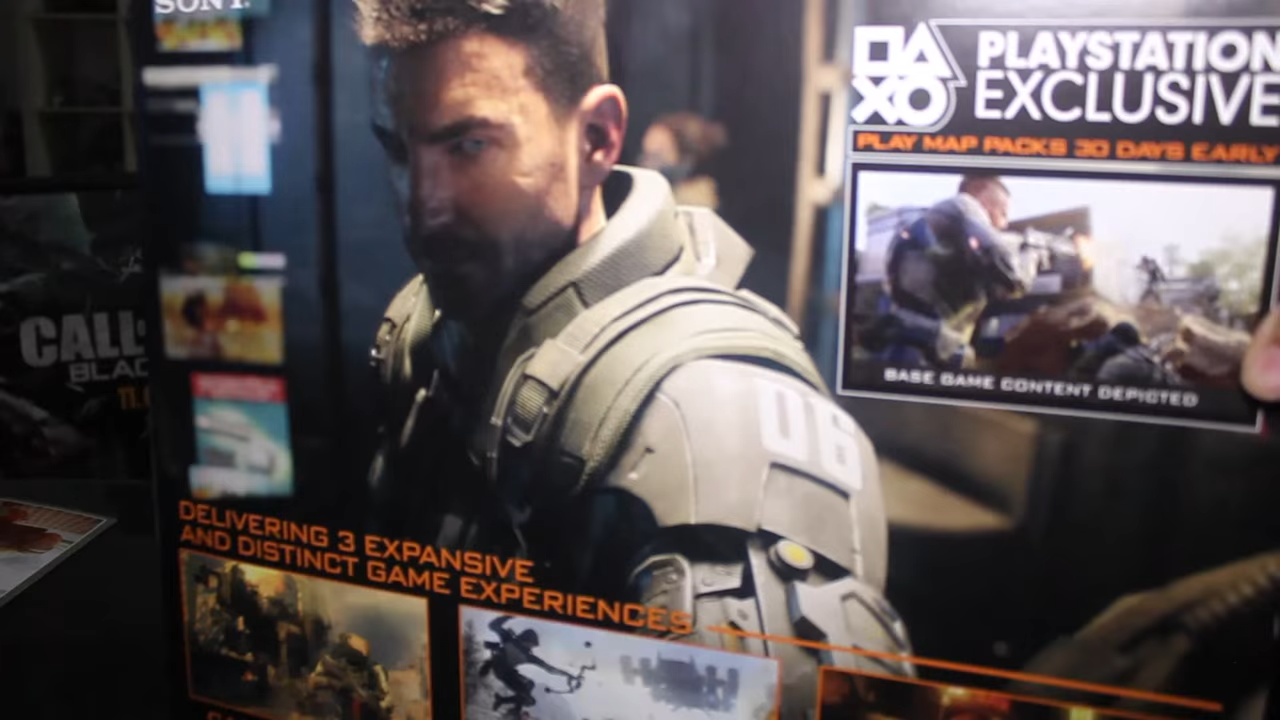 SONY
PLAYSTATION
EXCLUSIVE
PLAY MAP PACKS 30 DAYS EARLY
BASE GAME CONTENT DEPICTED
06
CALL
BLAC
11.
DELIVERING 3 EXPANSIVE
AND DISTINCT GAME EXPERIENCES